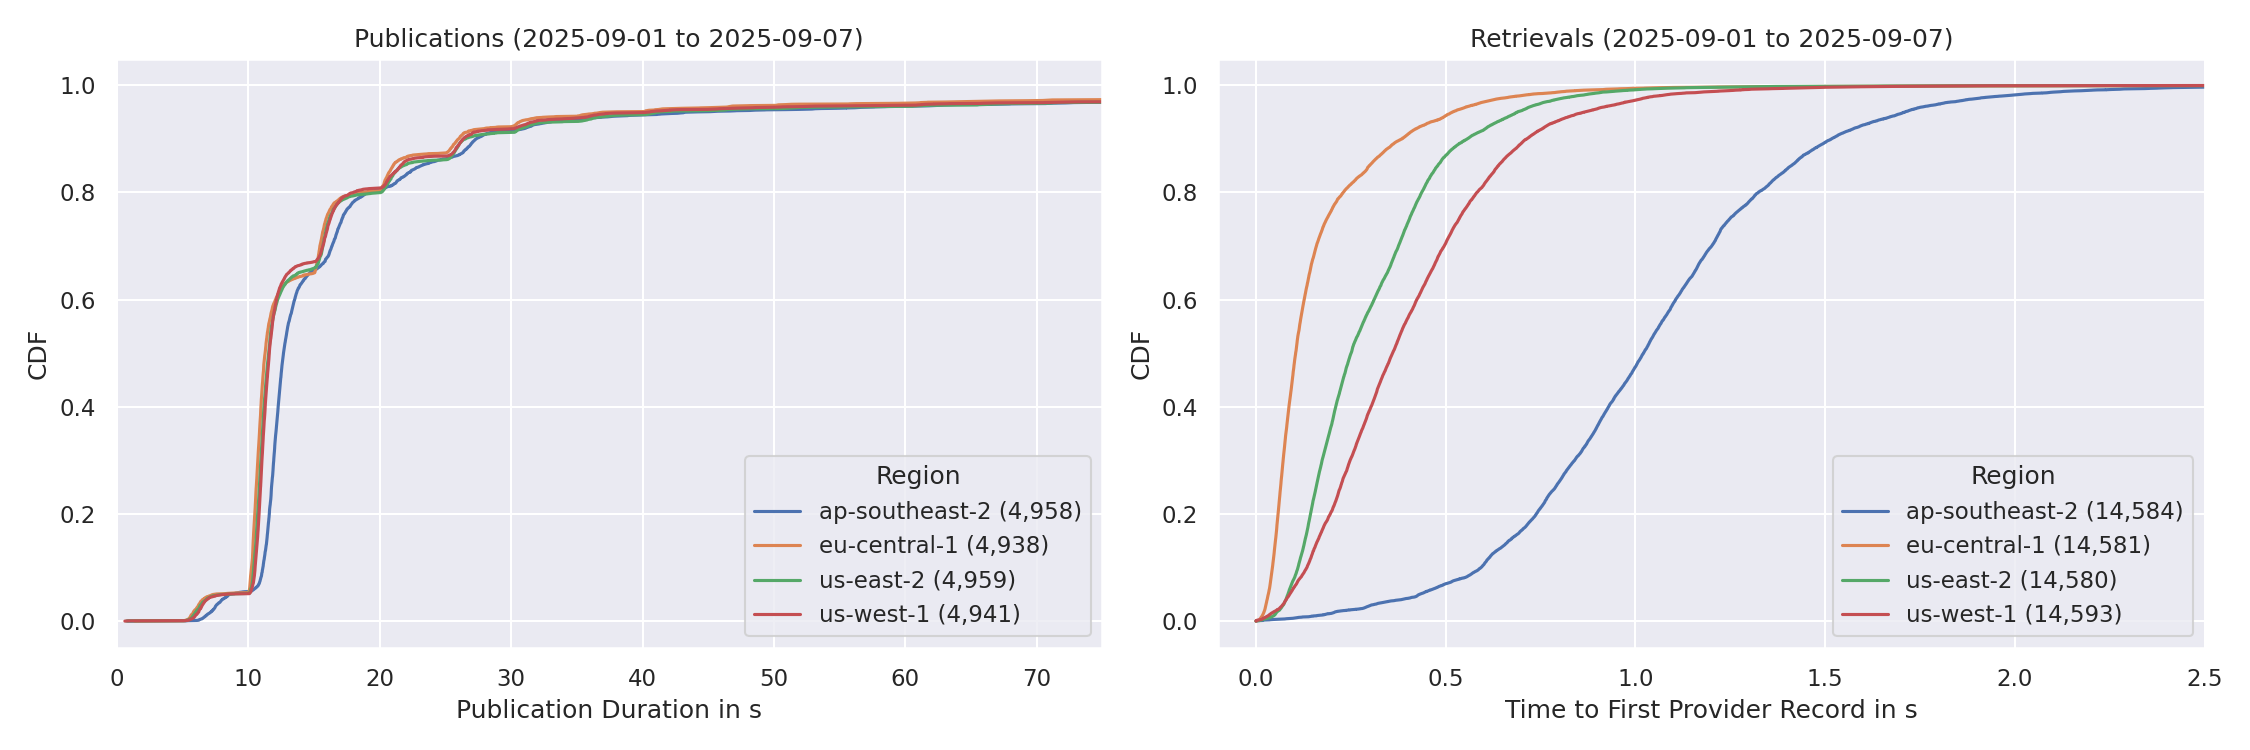 Publications (2025-09-01 to 2025-09-07)
CDF
1.0
0.8
0.6
0.4
0.2
0.0
Region
ap-southeast-2 (4,958)
eu-central-1 (4,938)
us-east-2 (4,959)
us-west-1 (4,941)
0 10 20 30 40 50 60 70
Publication Duration in s
Retrievals (2025-09-01 to 2025-09-07)
CDF
1.0
0.8
0.6
0.4
0.2
0.0
Region
ap-southeast-2 (14,584)
eu-central-1 (14,581)
us-east-2 (14,580)
us-west-1 (14,593)
0.0 0.5 1.0 1.5 2.0 2.5
Time to First Provider Record in s